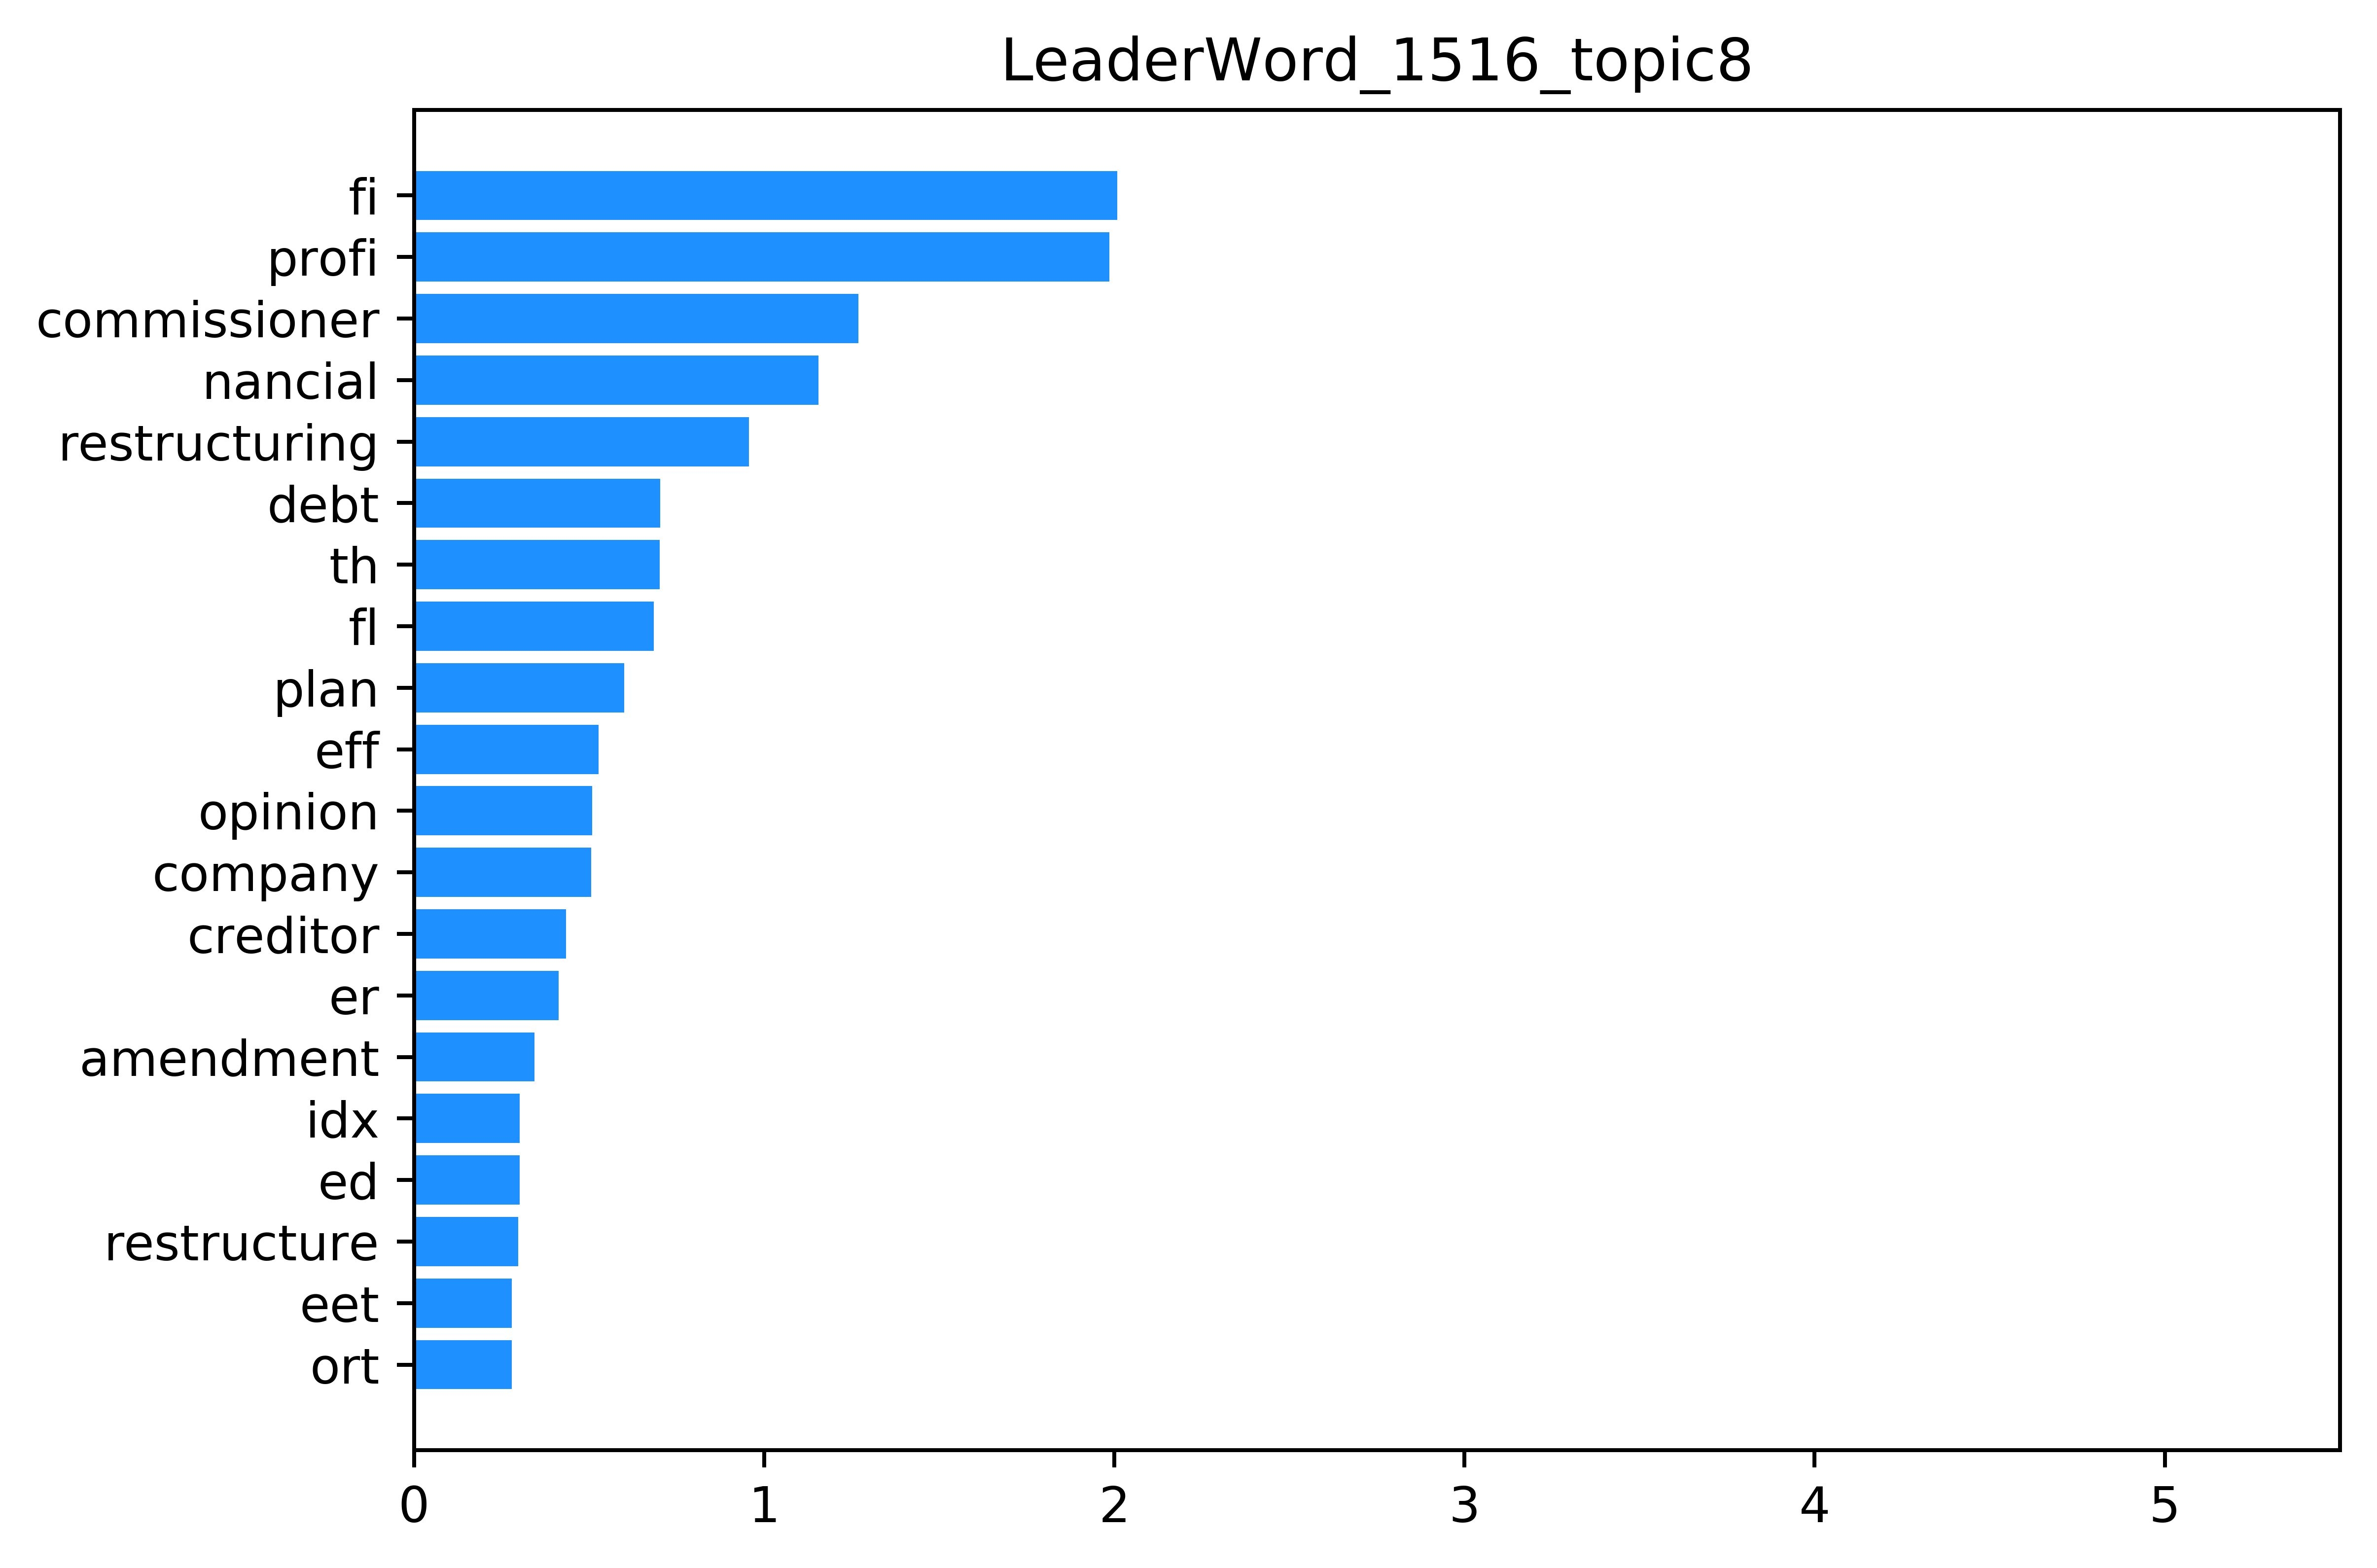 LeaderWord_1516_topic8
fi
profi
commissioner
nancial
restructuring
debt
th
fl
plan
eff
opinion
company
creditor
er
amendment
idx
ed
restructure
eet
ort
0 1 2 3 4 5